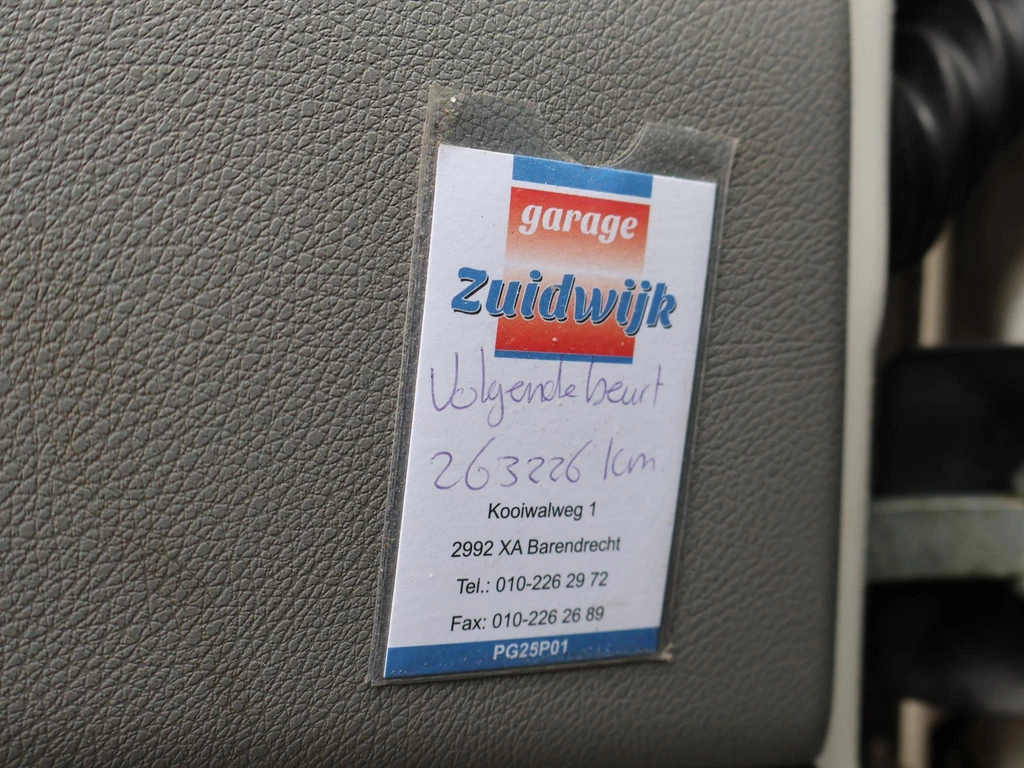 garage
Zuidwijk
Volgende beurt
263226 km
Kooiwalweg 1
2992 XA Barendrecht
Tel.: 010-226 29 72
Fax: 010-226 26 89
PG25P01